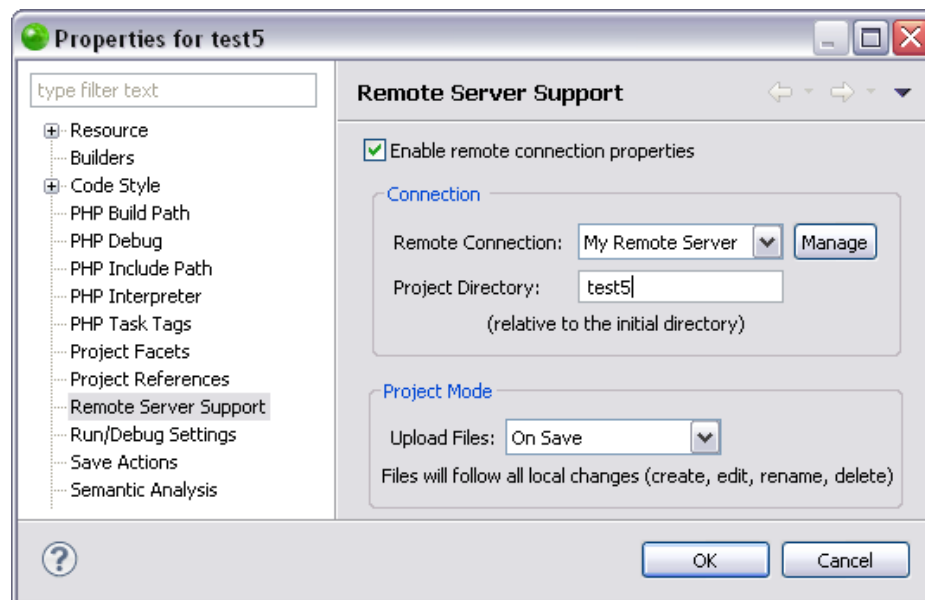 Properties for test5
type filter text
Resource
Builders
Code Style
PHP Build Path
PHP Debug
PHP Include Path
PHP Interpreter
PHP Task Tags
Project Facets
Project References
Remote Server Support
Run/Debug Settings
Save Actions
Semantic Analysis
Remote Server Support
Enable remote connection properties
Connection
Remote Connection: My Remote Server Manage
Project Directory: test5
(relative to the initial directory)
Project Mode
Upload Files: On Save
Files will follow all local changes (create, edit, rename, delete)
? OK Cancel